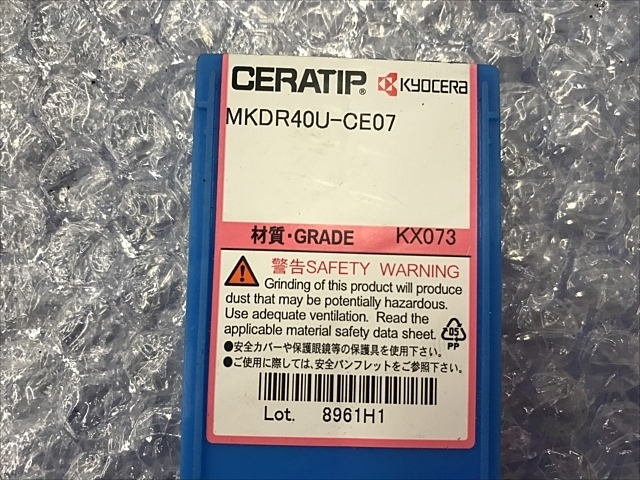 CERATIP® KYOCERA
MKDR40U-CE07
材質・GRADE KX073
警告SAFETY WARNING
Grinding of this product will produce
dust that may be potentially hazardous.
Use adequate ventilation. Read the
applicable material safety data sheet.
05
PP
●安全カバーや保護眼鏡等の保護具を使用下さい。
●ご使用に際しては、安全パンフレットをご参照下さい。
Lot. 8961H1